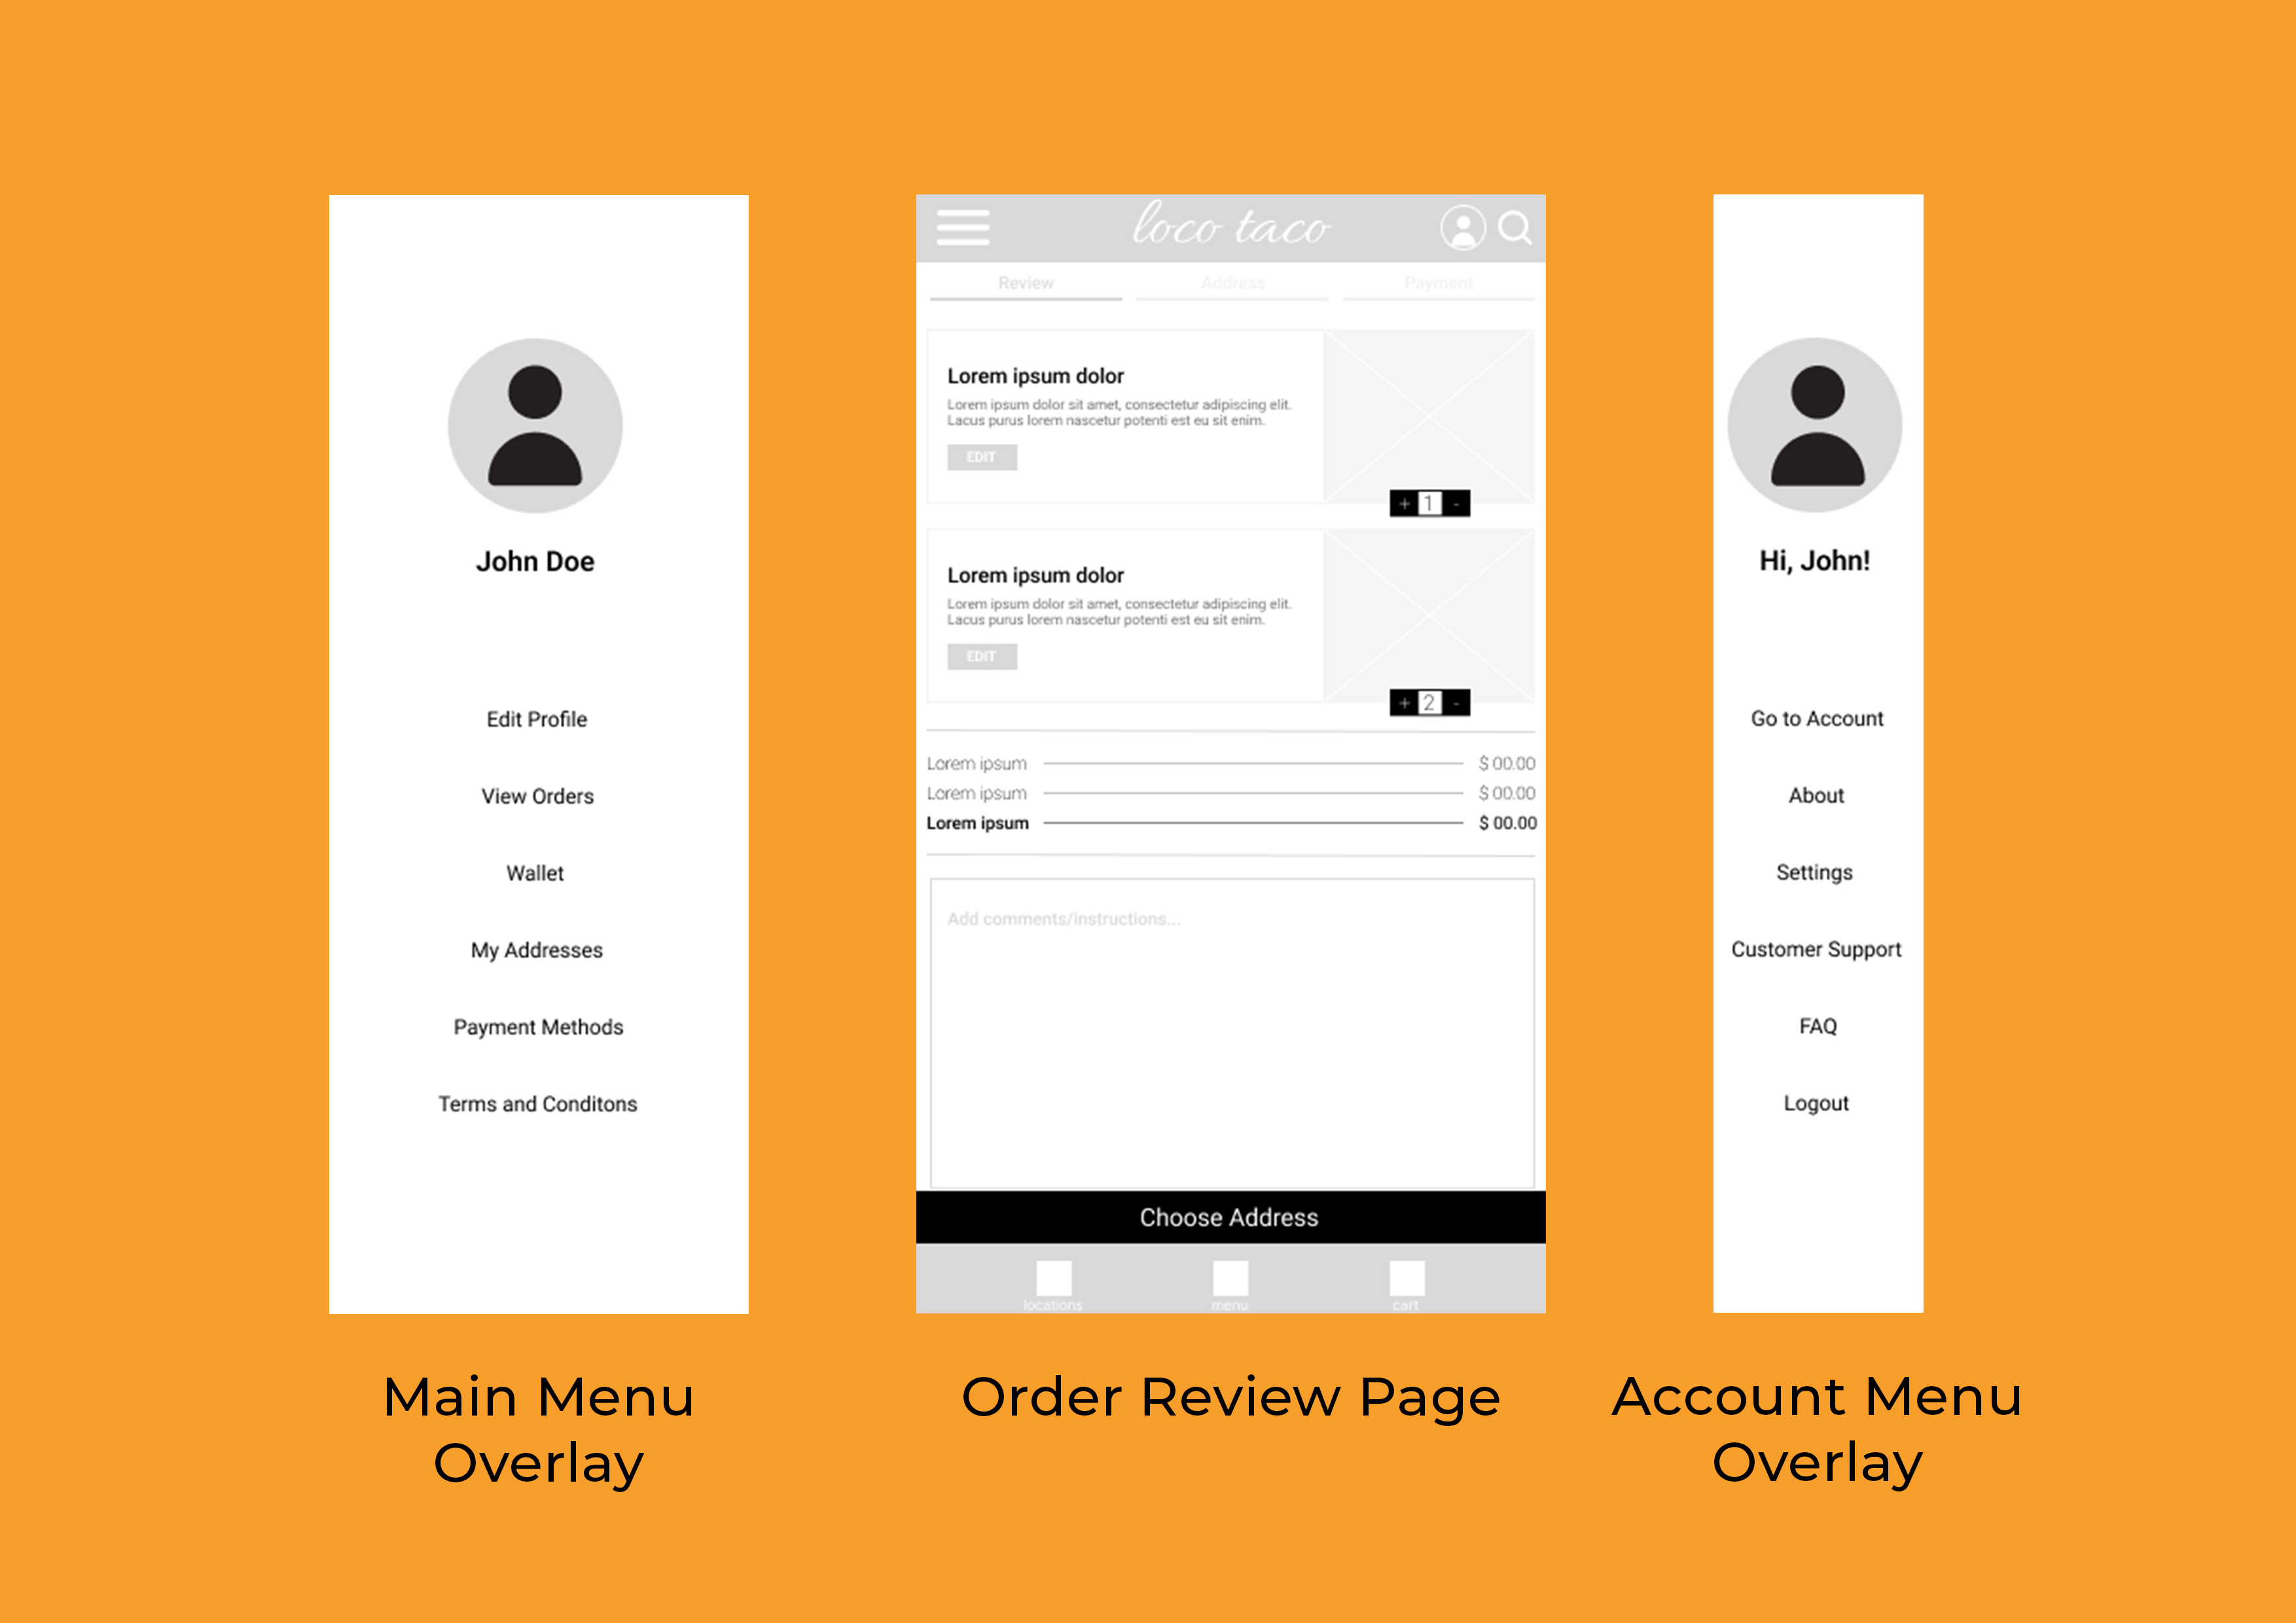 John Doe
Edit Profile
View Orders
Wallet
My Addresses
Payment Methods
Terms and Conditons
Main Menu
Overlay
loco taco
Review Address Payment
Lorem ipsum dolor
Lorem ipsum dolor sit amet, consectetur adipiscing elit.
Lacus purus lorem nascetur potenti est eu sit enim.
EDIT
+ 1 -
Lorem ipsum dolor
Lorem ipsum dolor sit amet, consectetur adipiscing elit.
Lacus purus lorem nascetur potenti est eu sit enim.
EDIT
+ 2 -
Lorem ipsum $ 00.00
Lorem ipsum $ 00.00
Lorem ipsum $ 00.00
Add comments/instructions...
Choose Address
locations menu cart
Order Review Page
Hi, John!
Go to Account
About
Settings
Customer Support
FAQ
Logout
Account Menu
Overlay